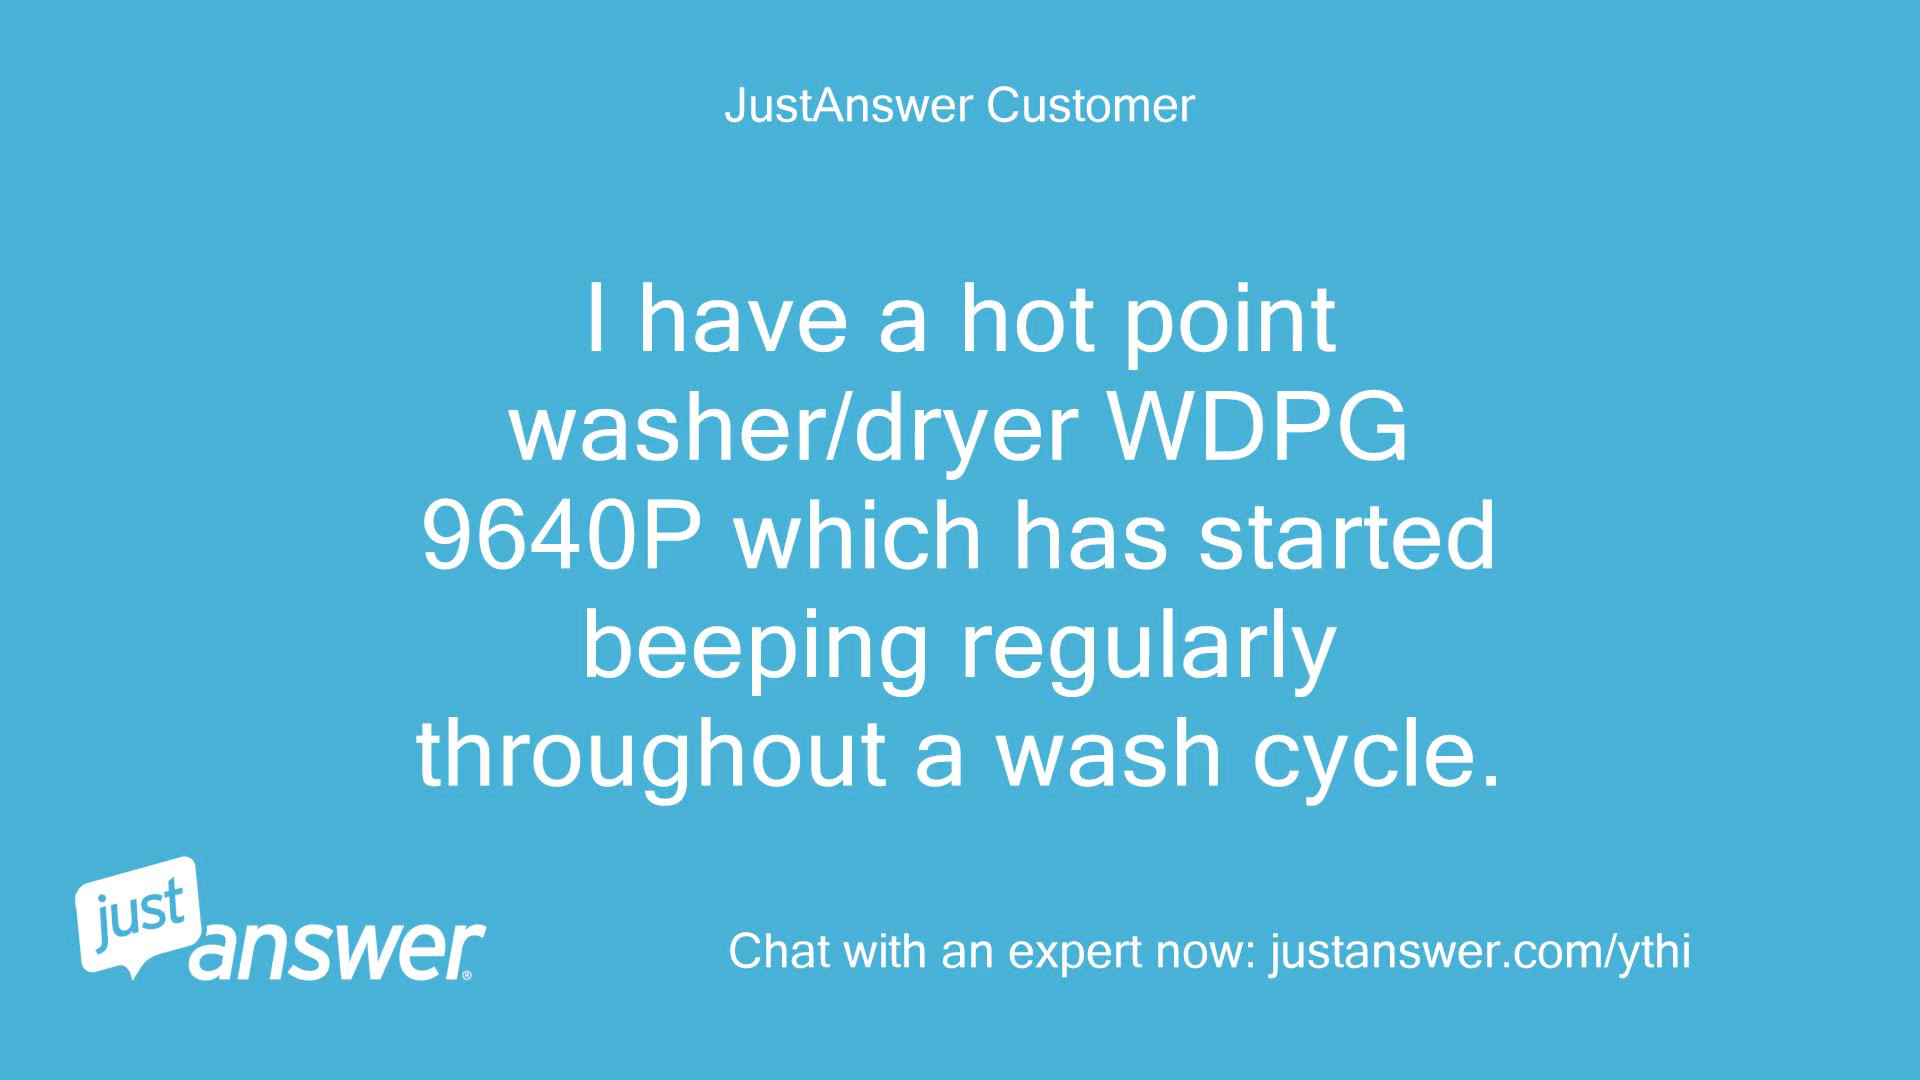 JustAnswer Customer
I have a hot point
washer/dryer WDPG
9640P which has started
beeping regularly
throughout a wash cycle.
just
answer®
Chat with an expert now: justanswer.com/ythi